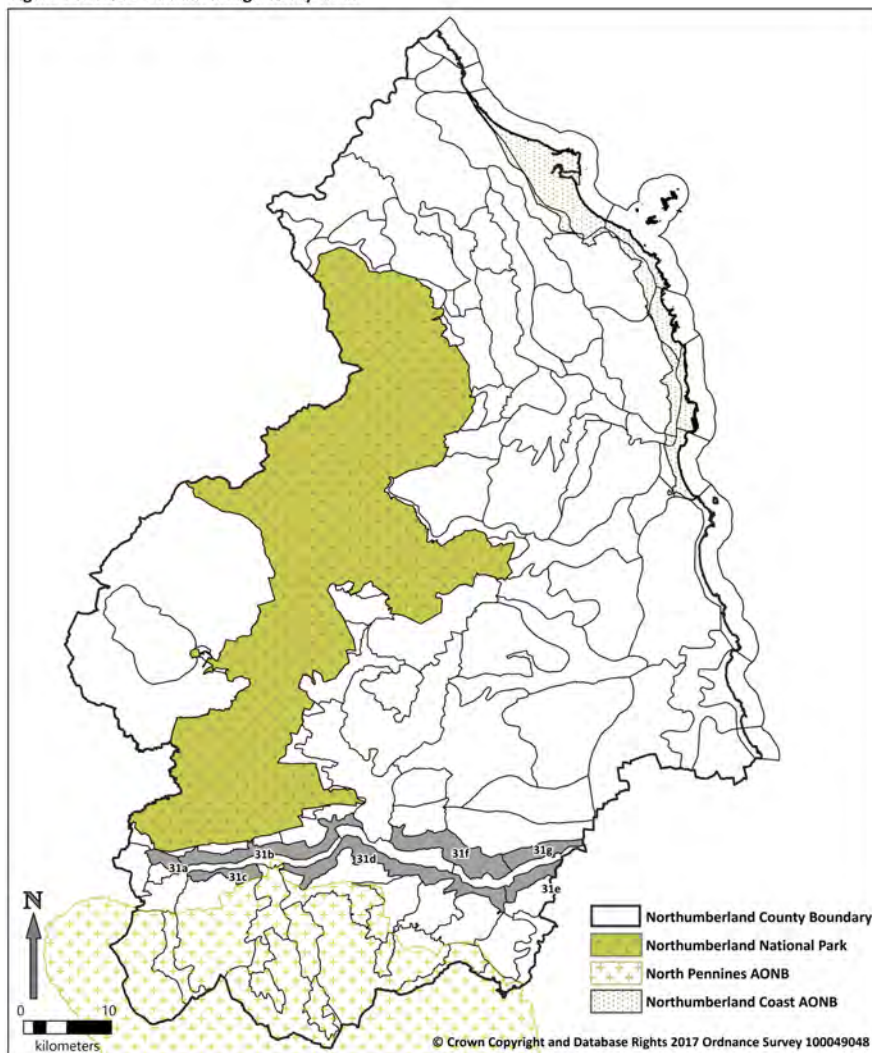 31a
31b
31c
31d
31f
31g
31e
N
0 10
kilometers
Northumberland County Boundary
Northumberland National Park
North Pennines AONB
Northumberland Coast AONB
© Crown Copyright and Database Rights 2017 Ordnance Survey 100049048